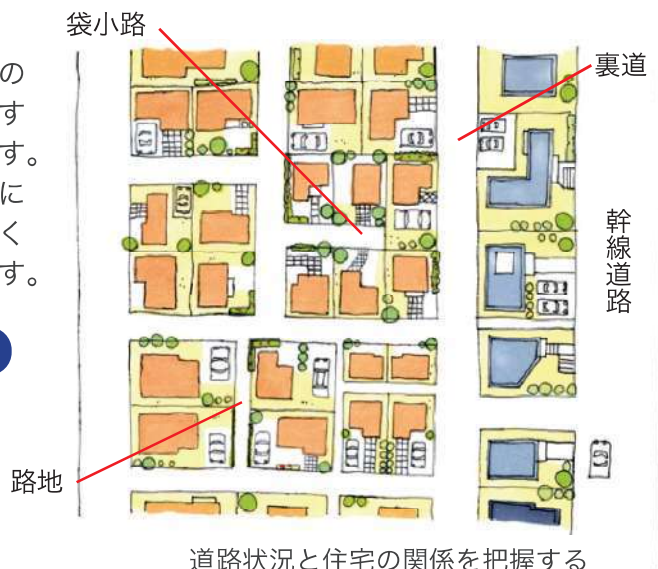 袋小路
裏道
の
す
す。
に
く
す。
幹線道路
路地
道路状況と住宅の関係を把握する